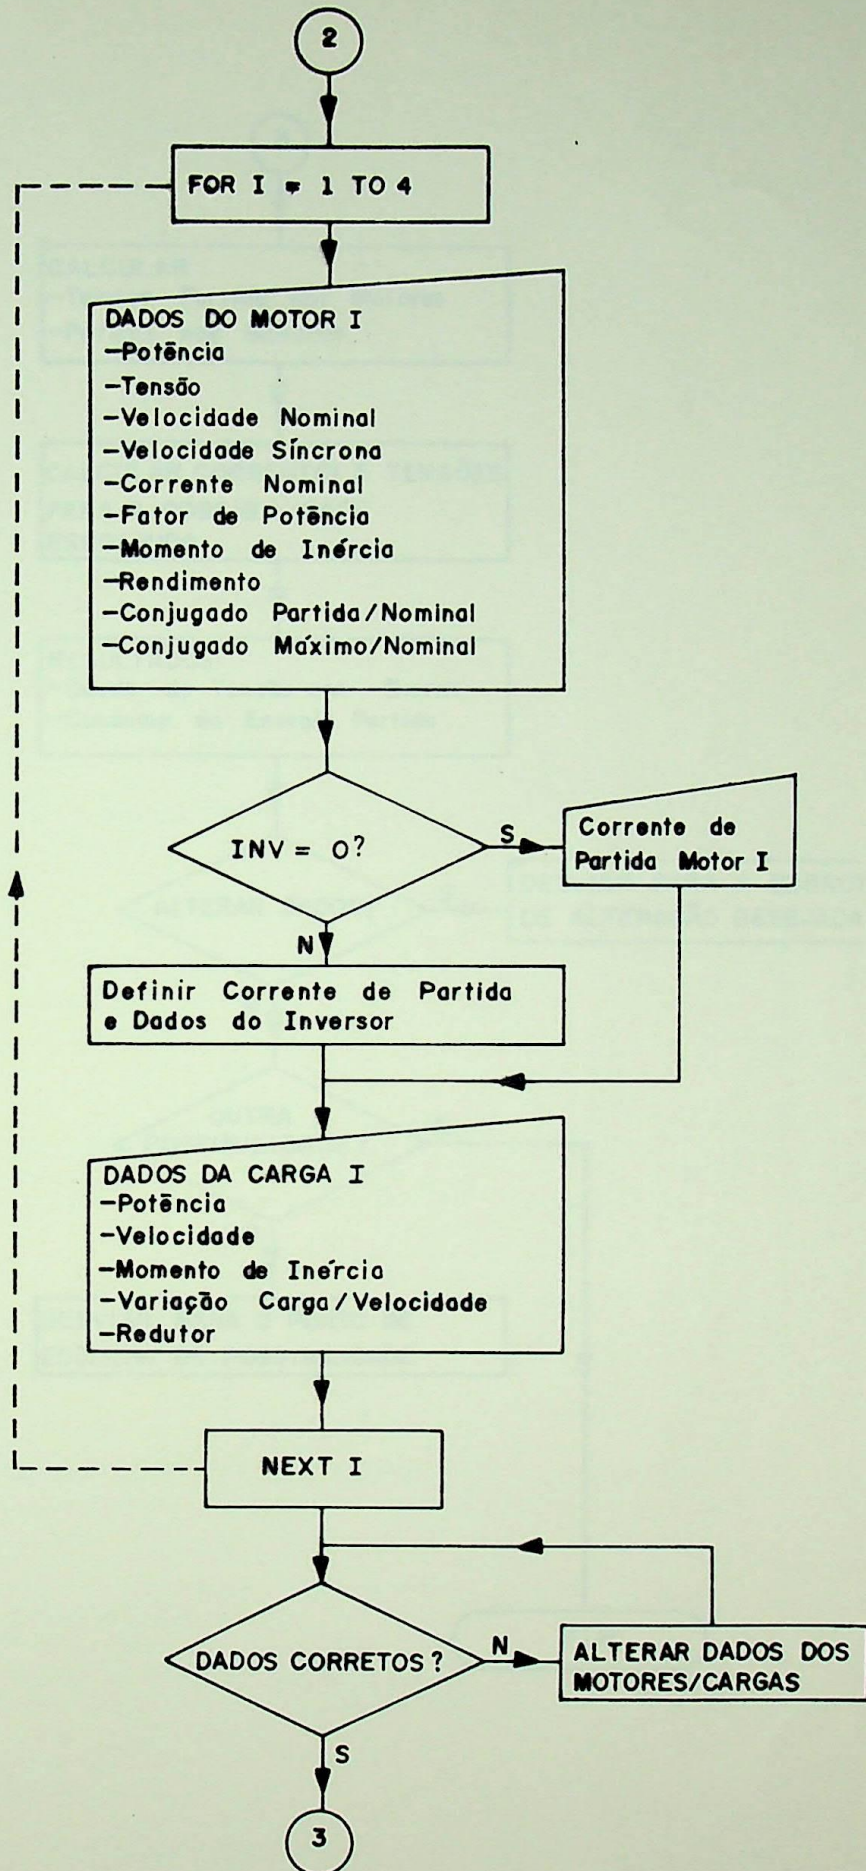 2
FOR I = 1 TO 4
DADOS DO MOTOR I
-Potência
-Tensão
-Velocidade Nominal
-Velocidade Síncrona
-Corrente Nominal
-Fator de Potência
-Momento de Inércia
-Rendimento
-Conjugado Partida/Nominal
-Conjugado Máximo/Nominal
INV = 0?
S
Corrente de
Partida Motor I
N
Definir Corrente de Partida
e Dados do Inversor
DADOS DA CARGA I
-Potência
-Velocidade
-Momento de Inércia
-Variação Carga/Velocidade
-Redutor
NEXT I
DADOS CORRETOS?
N
ALTERAR DADOS DOS
MOTORES/CARGAS
S
3